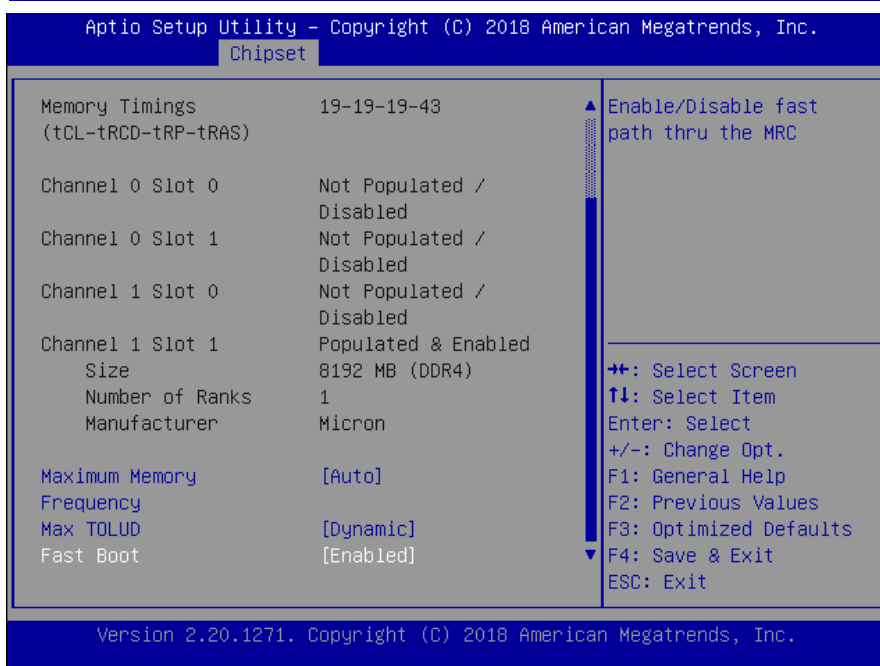 Aptio Setup Utility – Copyright (C) 2018 American Megatrends, Inc.
Chipset
Memory Timings 19-19-19-43
(tCL-tRCD-tRP-tRAS)
Channel 0 Slot 0 Not Populated /
Disabled
Channel 0 Slot 1 Not Populated /
Disabled
Channel 1 Slot 0 Not Populated /
Disabled
Channel 1 Slot 1 Populated & Enabled
Size 8192 MB (DDR4)
Number of Ranks 1
Manufacturer Micron
Maximum Memory [Auto]
Frequency
Max TOLUD [Dynamic]
Fast Boot [Enabled]
Enable/Disable fast
path thru the MRC
→←: Select Screen
↑↓: Select Item
Enter: Select
+/-: Change Opt.
F1: General Help
F2: Previous Values
F3: Optimized Defaults
F4: Save & Exit
ESC: Exit
Version 2.20.1271. Copyright (C) 2018 American Megatrends, Inc.